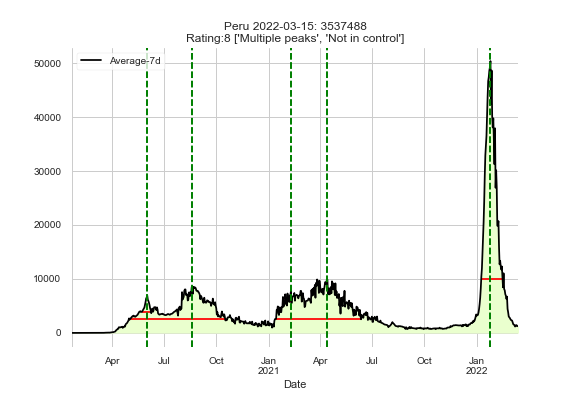 Peru 2022-03-15: 3537488
Rating:8 ['Multiple peaks', 'Not in control']
Average-7d
50000
40000
30000
20000
10000
0
Apr Jul Oct Jan Apr Jul Oct Jan
2021 2022
Date